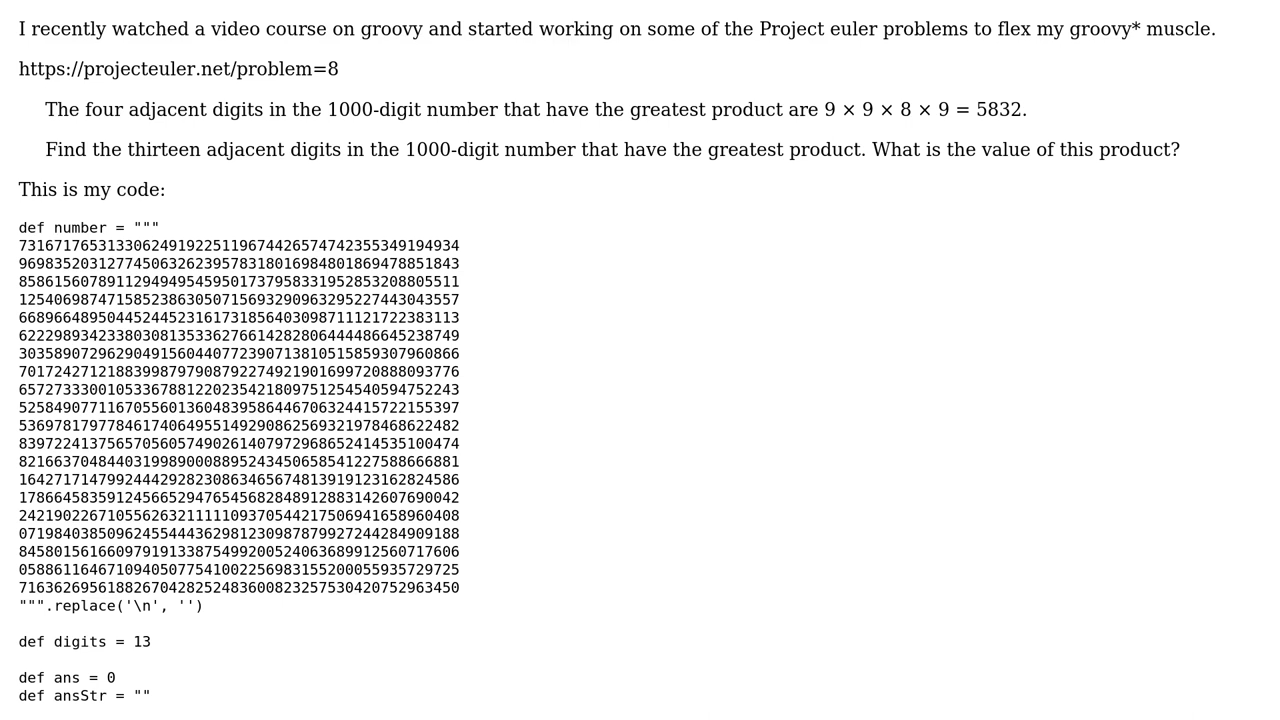 I recently watched a video course on groovy and started working on some of the Project euler problems to flex my groovy* muscle.
https://projecteuler.net/problem=8
The four adjacent digits in the 1000-digit number that have the greatest product are 9 × 9 × 8 × 9 = 5832.
Find the thirteen adjacent digits in the 1000-digit number that have the greatest product. What is the value of this product?
This is my code:
def number = """
73167176531330624919225119674426574742355349194934
96983520312774506326239578318016984801869478851843
85861560789112949495459501737958331952853208805511
12540698747158523863050715693290963295227443043557
66896648950445244523161731856403098711121722383113
62229893423380308135336276614282806444486645238749
30358907296290491560440772390713810515859307960866
70172427121883998797908792274921901699720888093776
65727333001053367881220235421809751254540594752243
52584907711670556013604839586446706324415722155397
53697817977846174064955149290862569321978468622482
83972241375657056057490261407972968652414535100474
82166370484403199890008895243450658541227588666881
16427171479924442928230863465674813919123162824586
17866458359124566529476545682848912883142607690042
24219022671055626321111109370544217506941658960408
07198403850962455444362981230987879927244284909188
84580156166097919133875499200524063689912560717606
05886116467109405077541002256983155200055935729725
71636269561882670428252483600823257530420752963450
""".replace('\n', '')
def digits = 13
def ans = 0
def ansStr = ""